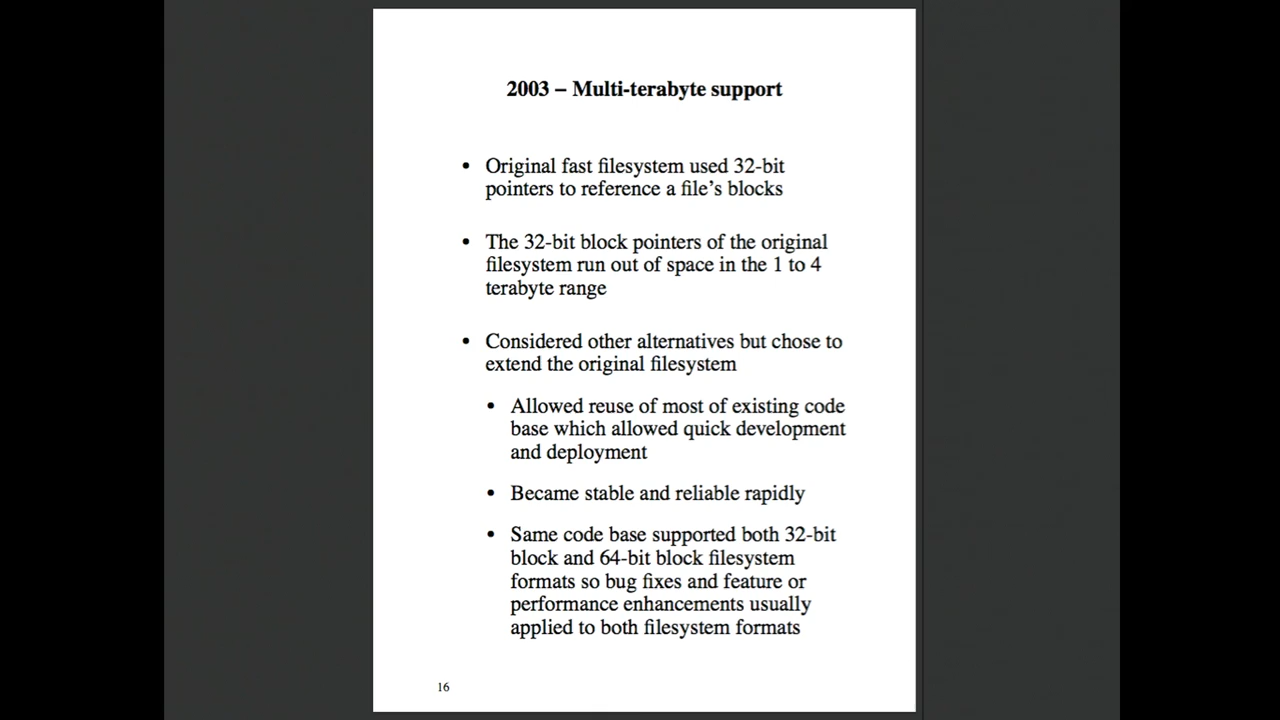 2003 – Multi-terabyte support
• Original fast filesystem used 32-bit
pointers to reference a file’s blocks
• The 32-bit block pointers of the original
filesystem run out of space in the 1 to 4
terabyte range
• Considered other alternatives but chose to
extend the original filesystem
• Allowed reuse of most of existing code
base which allowed quick development
and deployment
• Became stable and reliable rapidly
• Same code base supported both 32-bit
block and 64-bit block filesystem
formats so bug fixes and feature or
performance enhancements usually
applied to both filesystem formats
16